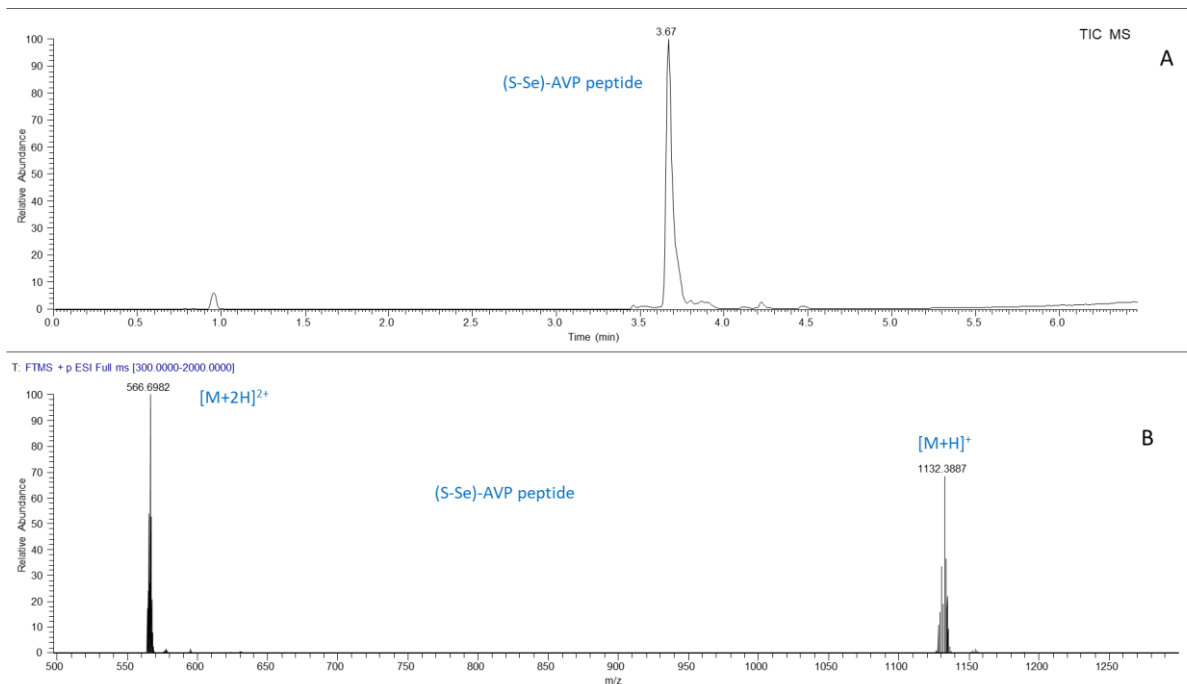 3.67
TIC MS
A
(S-Se)-AVP peptide
Relative Abundance
100
90
80
70
60
50
40
30
20
10
0
0.0 0.5 1.0 1.5 2.0 2.5 3.0 3.5 4.0 4.5 5.0 5.5 6.0
Time (min)
T: FTMS + p ESI Full ms [300.0000-2000.0000]
566.6982
[M+2H]2+
[M+H]+
B
1132.3887
(S-Se)-AVP peptide
Relative Abundance
100
90
80
70
60
50
40
30
20
10
0
500 550 600 650 700 750 800 850 900 950 1000 1050 1100 1150 1200 1250
m/z